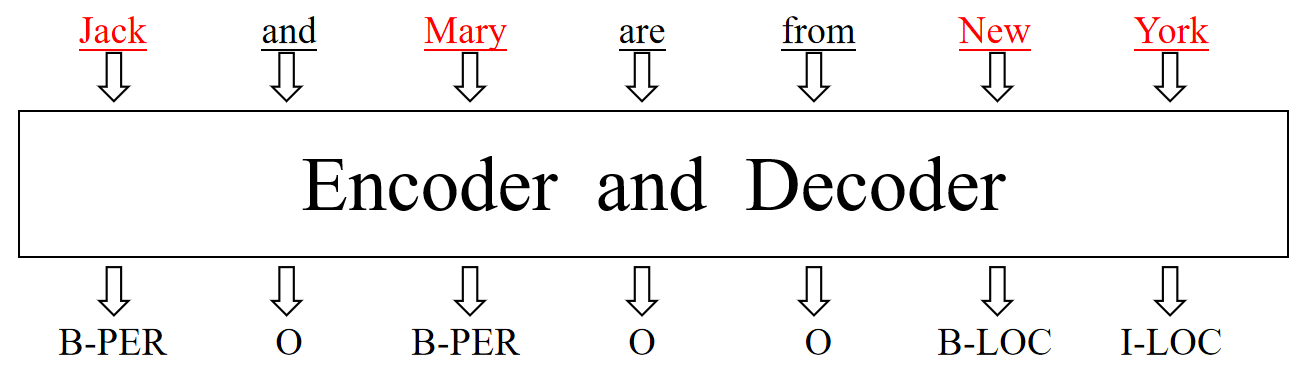 Jack and Mary are from New York
Encoder and Decoder
B-PER O B-PER O O B-LOC I-LOC